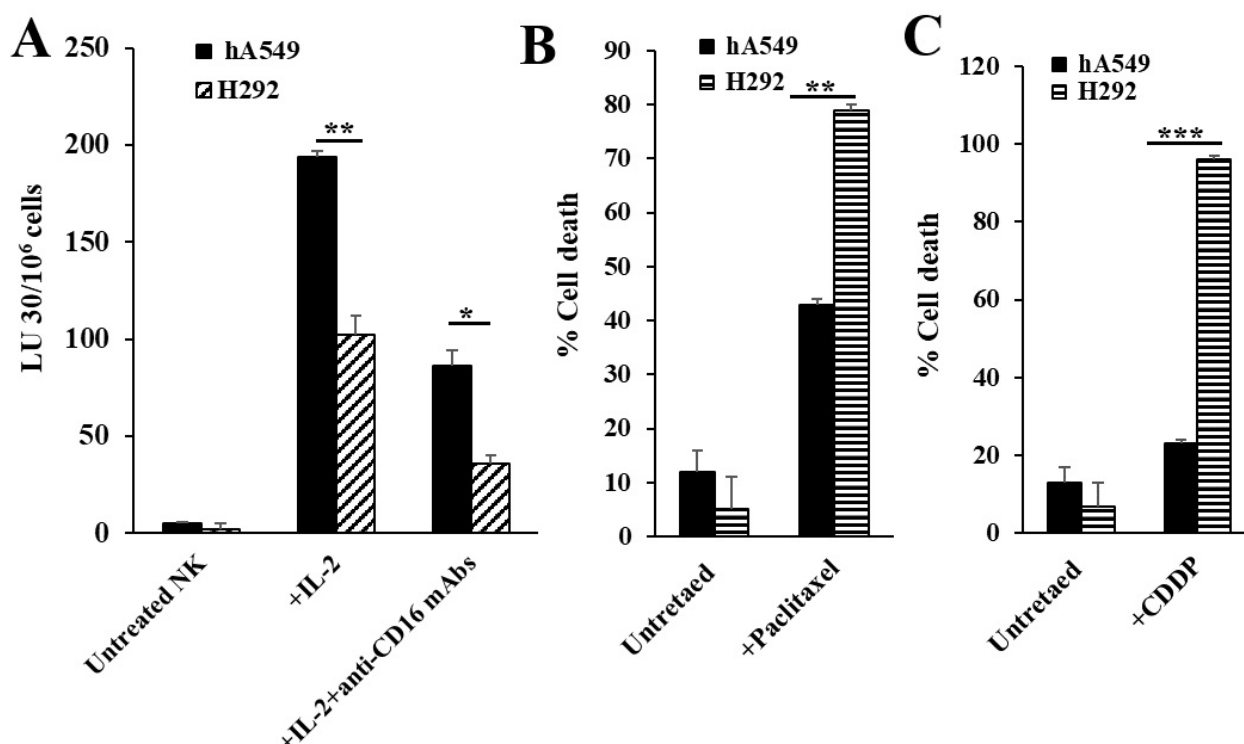 A
250
200
150
100
50
0
LU 30/10⁶ cells
hA549
H292
**
*
Untreated NK
+IL-2
+IL-2+anti-CD16 mAbs
B
90
80
70
60
50
40
30
20
10
0
% Cell death
hA549
H292
**
Untretaed
+Paclitaxel
C
120
100
80
60
40
20
0
% Cell death
hA549
H292
***
Untretaed
+CDDP